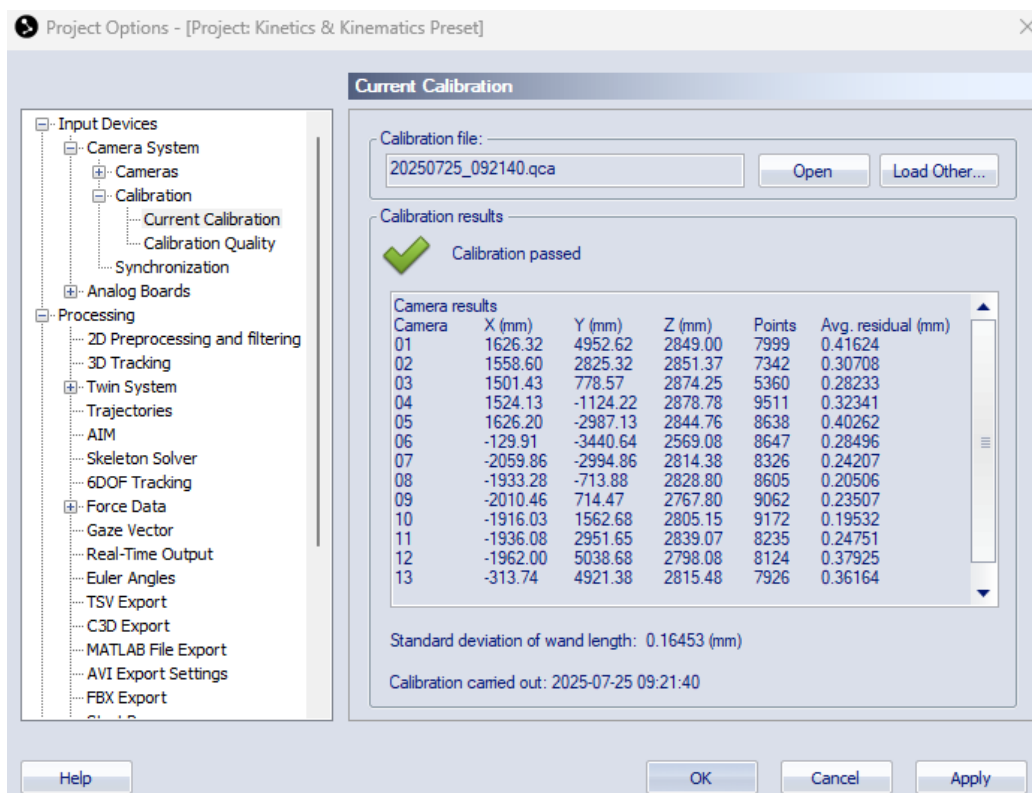 Project Options - [Project: Kinetics & Kinematics Preset]
Current Calibration
Input Devices
Camera System
Cameras
Calibration
Current Calibration
Calibration Quality
Synchronization
Analog Boards
Processing
2D Preprocessing and filtering
3D Tracking
Twin System
Trajectories
AIM
Skeleton Solver
6DOF Tracking
Force Data
Gaze Vector
Real-Time Output
Euler Angles
TSV Export
C3D Export
MATLAB File Export
AVI Export Settings
FBX Export
Calibration file:
20250725_092140.qca Open Load Other...
Calibration results
Calibration passed
Camera results
Camera X (mm) Y (mm) Z (mm) Points Avg. residual (mm)
01 1626.32 4952.62 2849.00 7999 0.41624
02 1558.60 2825.32 2851.37 7342 0.30708
03 1501.43 778.57 2874.25 5360 0.28233
04 1524.13 -1124.22 2878.78 9511 0.32341
05 1626.20 -2987.13 2844.76 8638 0.40262
06 -129.91 -3440.64 2569.08 8647 0.28496
07 -2059.86 -2994.86 2814.38 8326 0.24207
08 -1933.28 -713.88 2828.80 8605 0.20506
09 -2010.46 714.47 2767.80 9062 0.23507
10 -1916.03 1562.68 2805.15 9172 0.19532
11 -1936.08 2951.65 2839.07 8235 0.24751
12 -1962.00 5038.68 2798.08 8124 0.37925
13 -313.74 4921.38 2815.48 7926 0.36164
Standard deviation of wand length: 0.16453 (mm)
Calibration carried out: 2025-07-25 09:21:40
Help OK Cancel Apply